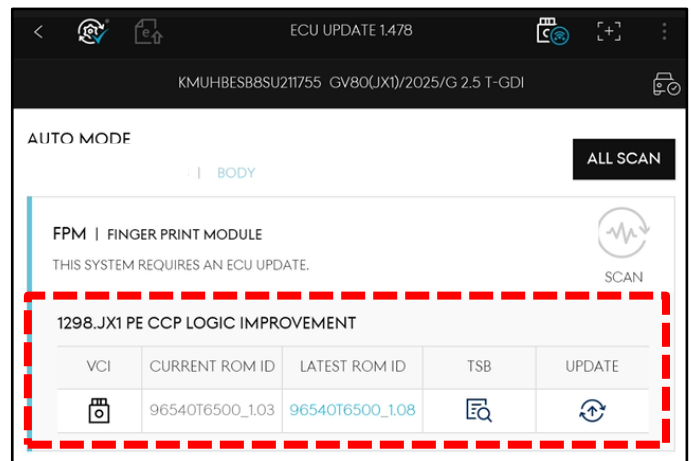 ECU UPDATE 1.478
KMUHBESB8SU211755 GV80(JX1)/2025/G 2.5 T-GDI
AUTO MODE
ALL SCAN
| BODY
FPM | FINGER PRINT MODULE
THIS SYSTEM REQUIRES AN ECU UPDATE.
SCAN
1298.JX1 PE CCP LOGIC IMPROVEMENT
VCI CURRENT ROM ID LATEST ROM ID TSB UPDATE
96540T6500_1.03 96540T6500_1.08